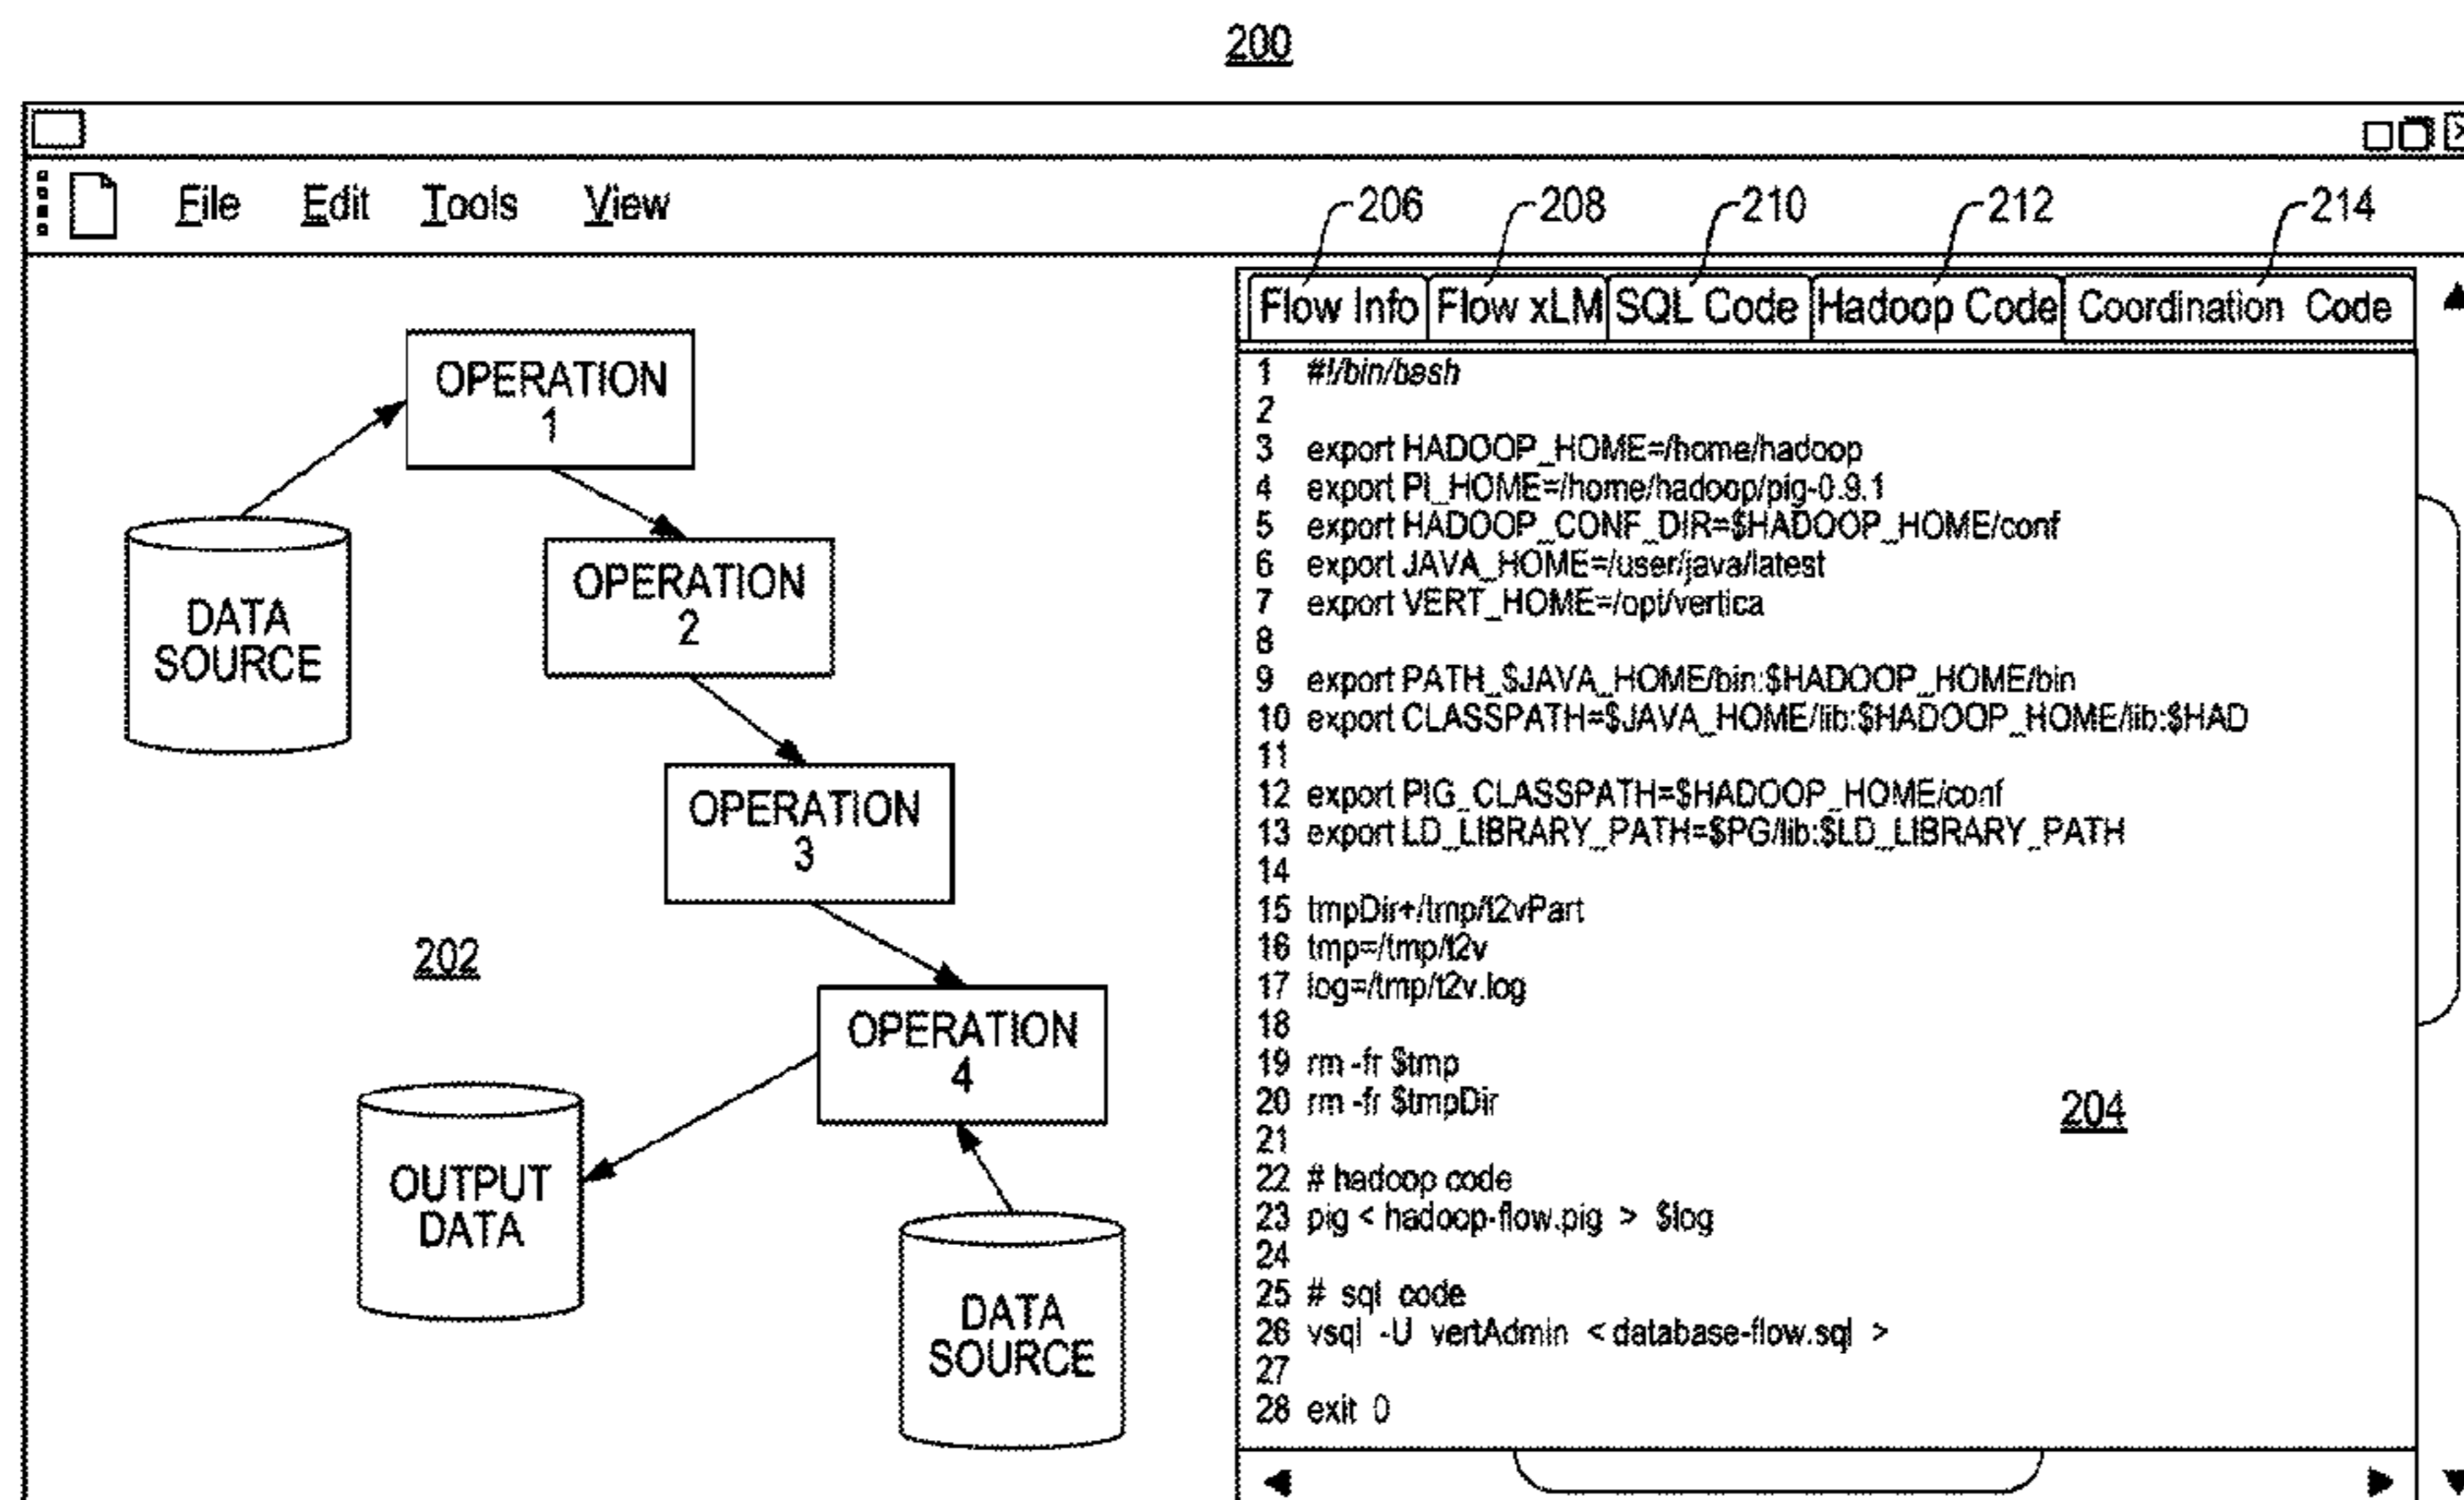 200
File Edit Tools View
206 208 210 212 214
Flow Info Flow xLM SQL Code Hadoop Code Coordination Code
OPERATION
1
OPERATION
2
DATA
SOURCE
OPERATION
3
202
OPERATION
4
OUTPUT
DATA
DATA
SOURCE
1 #!/bin/bash
2
3 export HADOOP_HOME=/home/hadoop
4 export PI_HOME=/home/hadoop/pig-0.9.1
5 export HADOOP_CONF_DIR=$HADOOP_HOME/conf
6 export JAVA_HOME=/user/java/latest
7 export VERT_HOME=/opt/vertica
8
9 export PATH_$JAVA_HOME/bin:$HADOOP_HOME/bin
10 export CLASSPATH=$JAVA_HOME/lib:$HADOOP_HOME/lib:$HAD
11
12 export PIG_CLASSPATH=$HADOOP_HOME/conf
13 export LD_LIBRARY_PATH=$PG/lib:$LD_LIBRARY_PATH
14
15 tmpDir+/tmp/t2vPart
16 tmp=/tmp/t2v
17 log=/tmp/t2v.log
18
19 rm -fr $tmp
20 rm -fr $tmpDir
21
22 # hadoop code
23 pig < hadoop-flow.pig > $log
24
25 # sql code
26 vsql -U vertAdmin < database-flow.sql >
27
28 exit 0
204